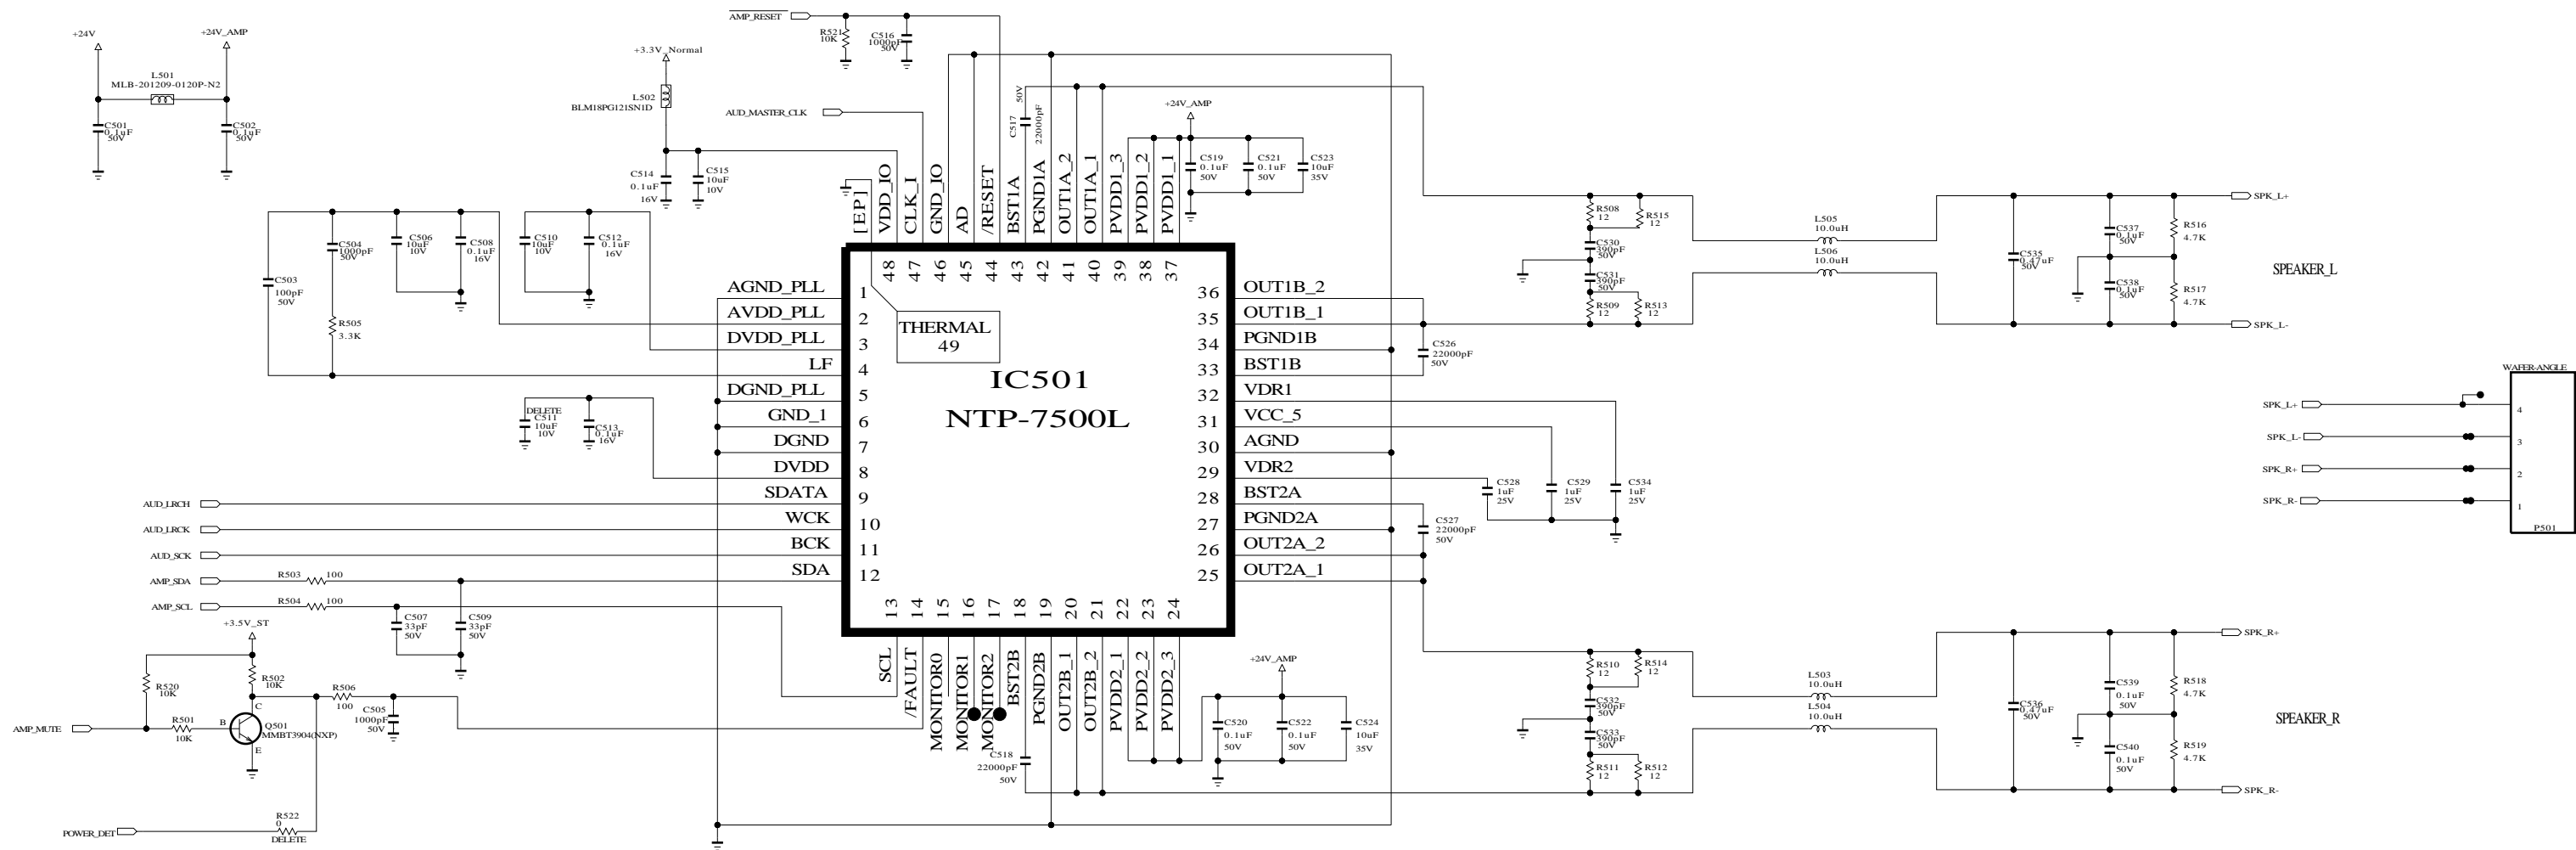 +24V
+24V_AMP
L501
MLB-201209-0120P-N2
C501
0.1uF
50V
C502
0.1uF
50V
AMP_RESET
R521
10K
C516
1000pF
50V
+3.3V_Normal
L502
BLM18PG121SN1D
AUD_MASTER_CLK
C514
0.1uF
16V
C515
10uF
10V
C517
22000pF
50V
+24V_AMP
C519
0.1uF
50V
C521
0.1uF
50V
C523
10uF
35V
C503
100pF
50V
C504
1000pF
50V
R505
3.3K
C506
10uF
10V
C508
0.1uF
16V
C510
10uF
10V
C512
0.1uF
16V
DELETE
C511
10uF
10V
C513
0.1uF
16V
[EP]
VDD_IO
CLK_I
GND_IO
AD
/RESET
BST1A
PGND1A
OUT1A_2
OUT1A_1
PVDD1_3
PVDD1_2
PVDD1_1
48
47
46
45
44
43
42
41
40
39
38
37
AGND_PLL
1
AVDD_PLL
2
DVDD_PLL
3
LF
4
DGND_PLL
5
GND_1
6
DGND
7
DVDD
8
SDATA
9
WCK
10
BCK
11
SDA
12
THERMAL
49
IC501
NTP-7500L
36
OUT1B_2
35
OUT1B_1
34
PGND1B
33
BST1B
32
VDR1
31
VCC_5
30
AGND
29
VDR2
28
BST2A
27
PGND2A
26
OUT2A_2
25
OUT2A_1
13
14
15
16
17
18
19
20
21
22
23
24
SCL
/FAULT
MONITOR0
MONITOR1
MONITOR2
BST2B
PGND2B
OUT2B_1
OUT2B_2
PVDD2_1
PVDD2_2
PVDD2_3
AUD_LRCH
AUD_LRCK
AUD_SCK
AMP_SDA
R503
100
AMP_SCL
R504
100
C507
33pF
50V
C509
33pF
50V
+3.5V_ST
R520
10K
R502
10K
R506
100
C505
1000pF
50V
AMP_MUTE
R501
10K
B
C
E
Q501
MMBT3904(NXP)
POWER_DET
R522
0
DELETE
C518
22000pF
50V
+24V_AMP
C520
0.1uF
50V
C522
0.1uF
50V
C524
10uF
35V
C526
22000pF
50V
C527
22000pF
50V
C528
1uF
25V
C529
1uF
25V
C534
1uF
25V
R508
12
R515
12
C530
390pF
50V
C531
390pF
50V
R509
12
R513
12
L505
10.0uH
L506
10.0uH
C535
0.47uF
50V
C537
0.1uF
50V
C538
0.1uF
50V
R516
4.7K
R517
4.7K
SPK_L+
SPEAKER_L
SPK_L-
R510
12
R514
12
C532
390pF
50V
C533
390pF
50V
R511
12
R512
12
L503
10.0uH
L504
10.0uH
C536
0.47uF
50V
C539
0.1uF
50V
C540
0.1uF
50V
R518
4.7K
R519
4.7K
SPK_R+
SPEAKER_R
SPK_R-
WAFER-ANGLE
SPK_L+
4
SPK_L-
3
SPK_R+
2
SPK_R-
1
P501